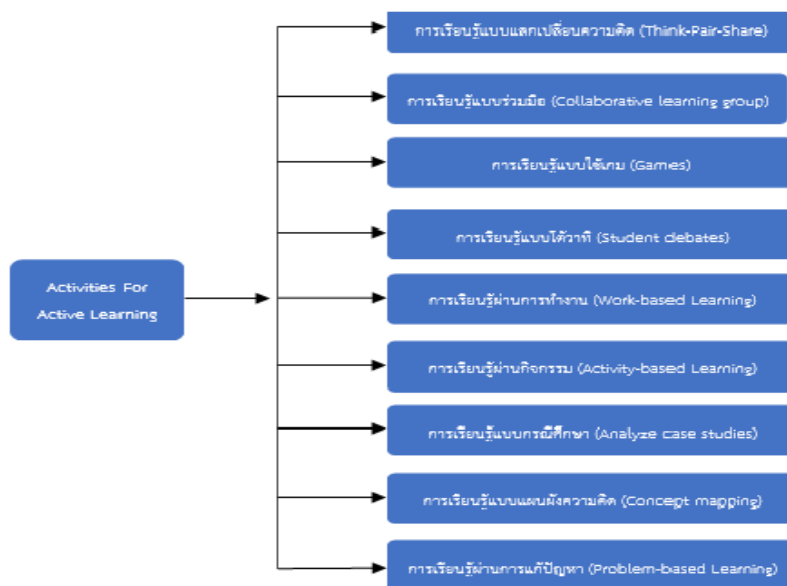 การเรียนรู้แบบแลกเปลี่ยนความคิด (Think-Pair-Share)
การเรียนรู้แบบร่วมมือ (Collaborative learning group)
การเรียนรู้แบบใช้เกม (Games)
การเรียนรู้แบบโต้วาที (Student debates)
Activities For
Active Learning
การเรียนรู้ผ่านการทำงาน (Work-based Learning)
การเรียนรู้ผ่านกิจกรรม (Activity-based Learning)
การเรียนรู้แบบกรณีศึกษา (Analyze case studies)
การเรียนรู้แบบแผนผังความคิด (Concept mapping)
การเรียนรู้ผ่านการแก้ปัญหา (Problem-based Learning)